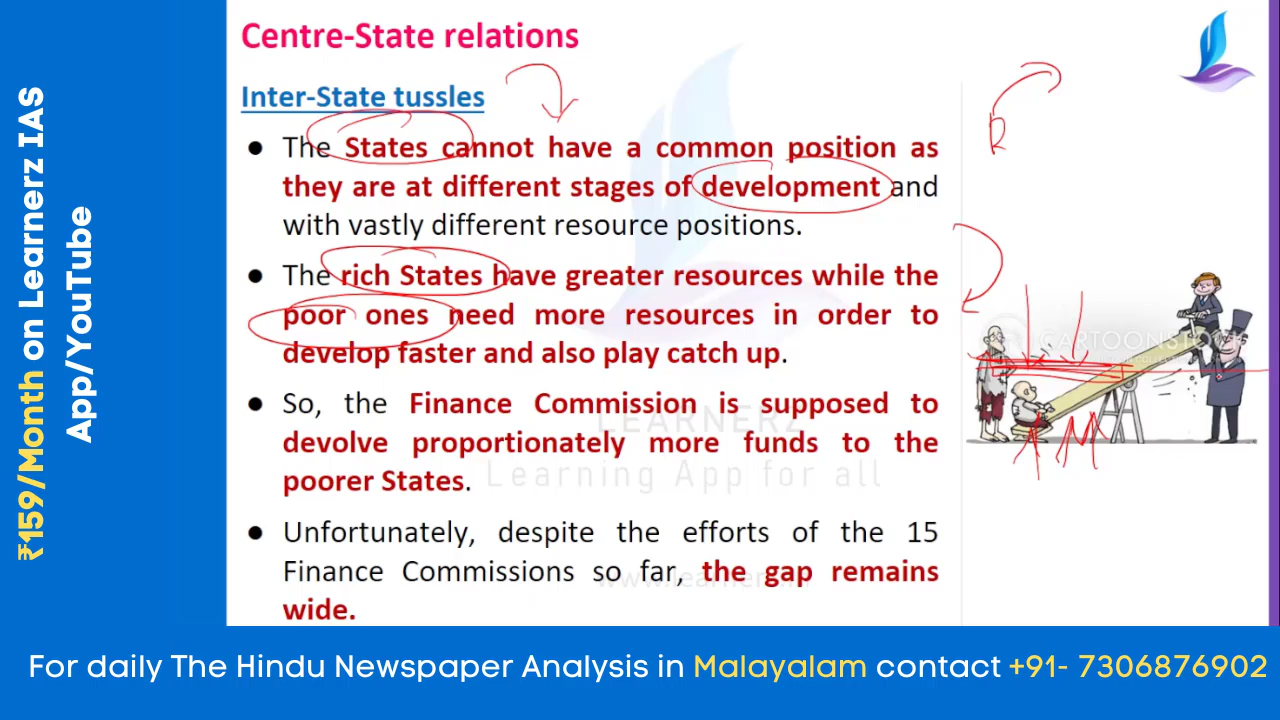 ₹159/Month on Learnerz IAS
App/YouTube
Centre-State relations
Inter-State tussles
● The States cannot have a common position as
they are at different stages of development and
with vastly different resource positions.
● The rich States have greater resources while the
poor ones need more resources in order to
develop faster and also play catch up.
● So, the Finance Commission is supposed to
devolve proportionately more funds to the
poorer States.
● Unfortunately, despite the efforts of the 15
Finance Commissions so far, the gap remains
wide.
R
CARTOONSTOCK
M
LEARNERZ
Learning App for all
For daily The Hindu Newspaper Analysis in Malayalam contact +91- 7306876902